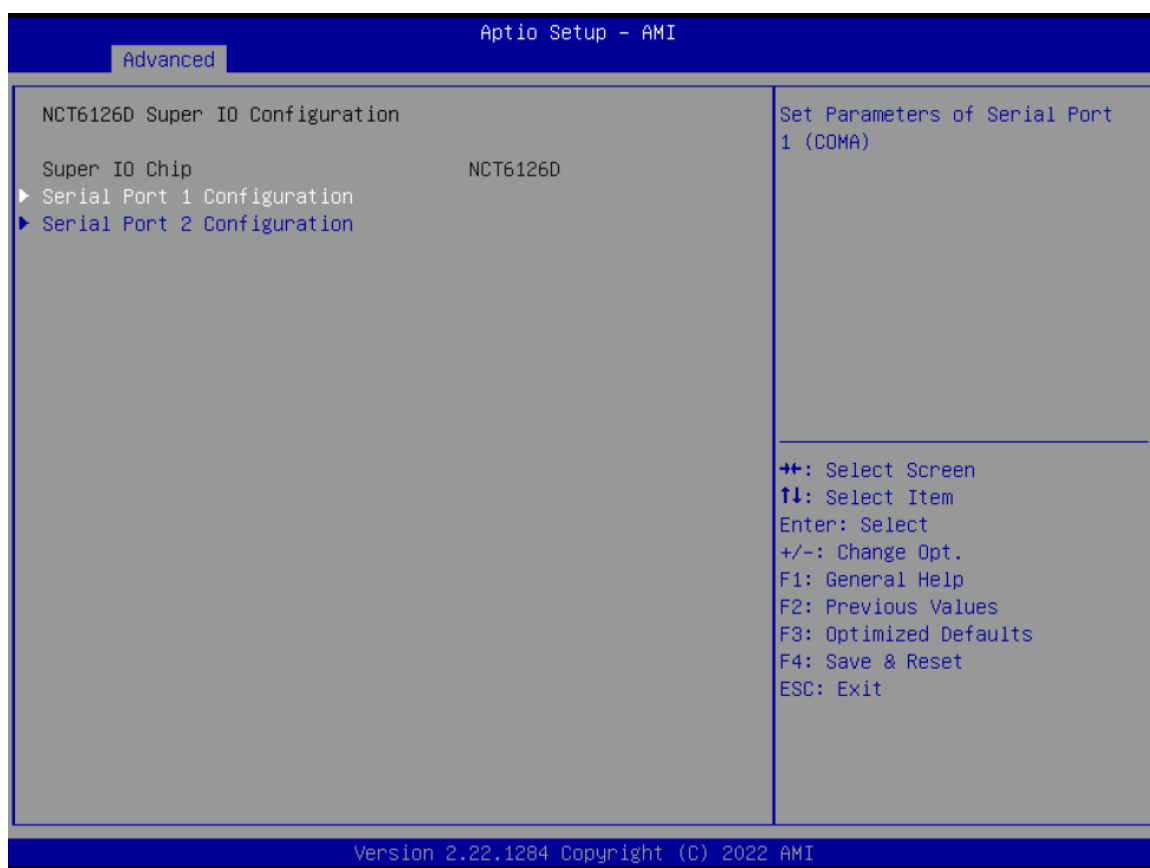 Aptio Setup – AMI
Advanced
NCT6126D Super IO Configuration
Super IO Chip NCT6126D
▶ Serial Port 1 Configuration
▶ Serial Port 2 Configuration
Set Parameters of Serial Port
1 (COMA)
→←: Select Screen
↑↓: Select Item
Enter: Select
+/-: Change Opt.
F1: General Help
F2: Previous Values
F3: Optimized Defaults
F4: Save & Reset
ESC: Exit
Version 2.22.1284 Copyright (C) 2022 AMI